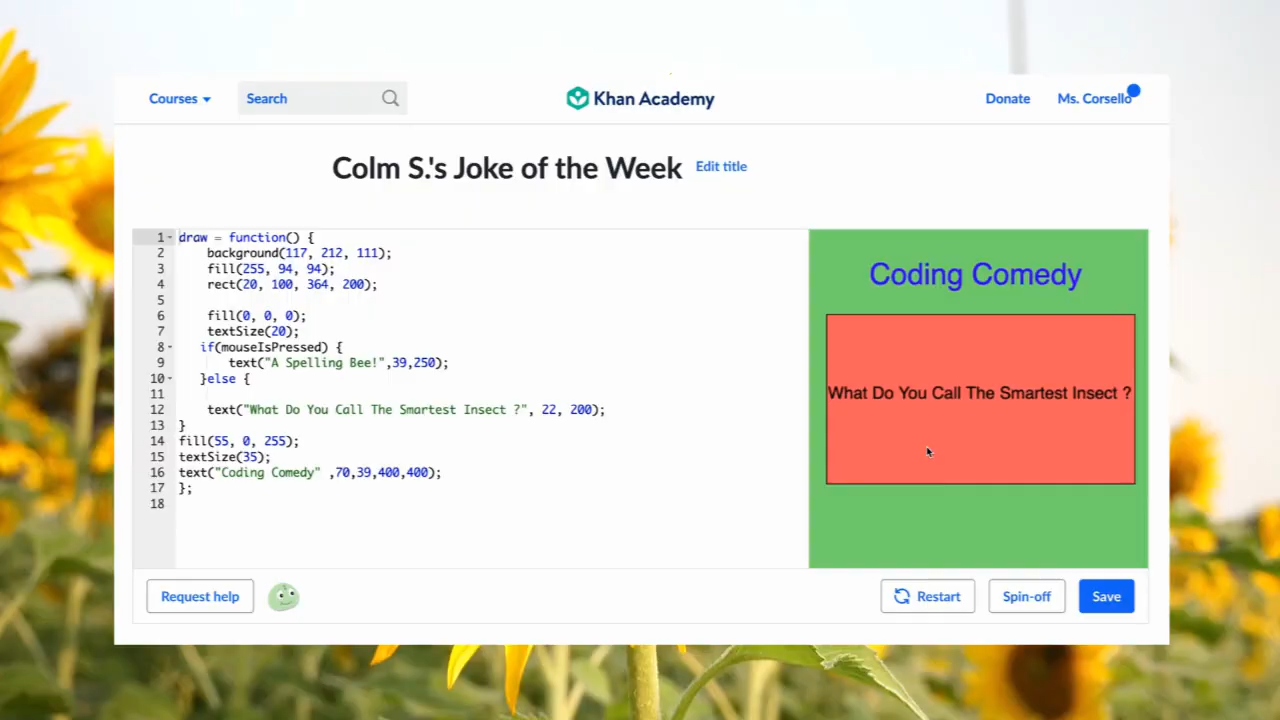 Courses
Search
Khan Academy
Donate
Ms. Corsello
Colm S.'s Joke of the Week
Edit title
1 draw = function() {
2 background(117, 212, 111);
3 fill(255, 94, 94);
4 rect(20, 100, 364, 200);
5
6 fill(0, 0, 0);
7 textSize(20);
8 if(mouseIsPressed) {
9 text("A Spelling Bee!",39,250);
10 }else {
11
12 text("What Do You Call The Smartest Insect ?", 22, 200);
13 }
14 fill(55, 0, 255);
15 textSize(35);
16 text("Coding Comedy" ,70,39,400,400);
17 };
18
Coding Comedy
What Do You Call The Smartest Insect ?
Request help
Restart
Spin-off
Save